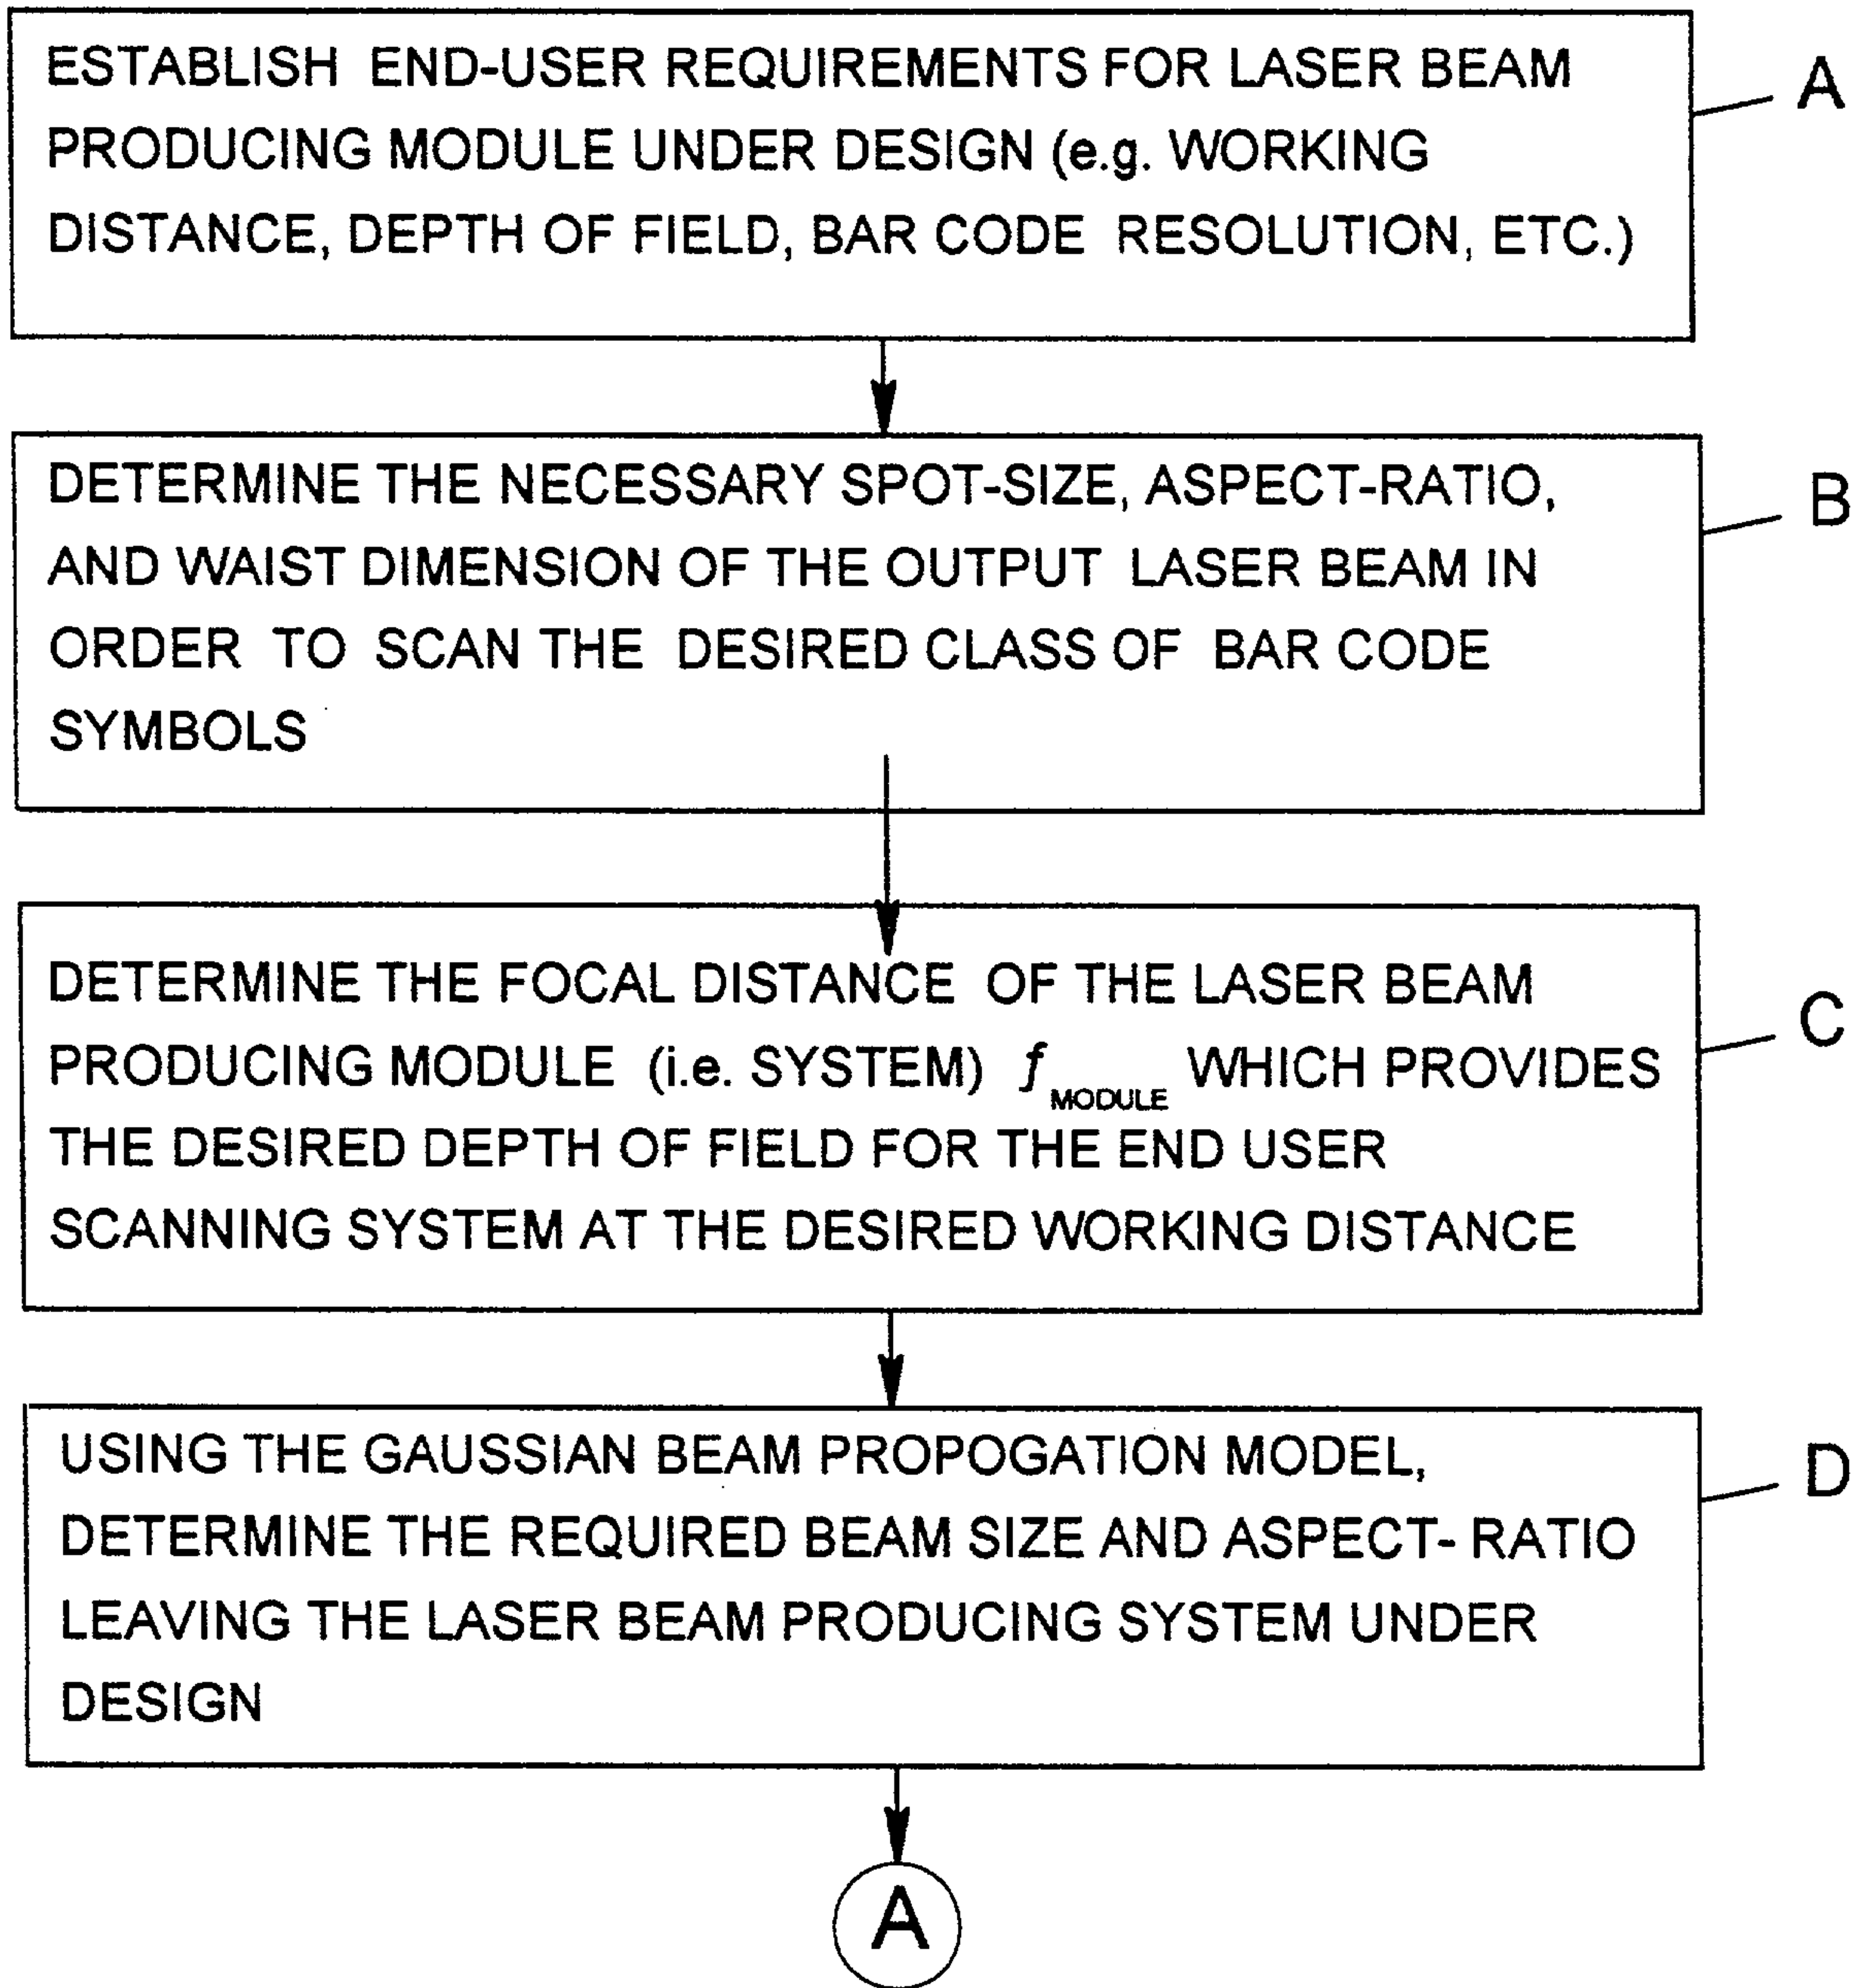 ESTABLISH END-USER REQUIREMENTS FOR LASER BEAM
PRODUCING MODULE UNDER DESIGN (e.g. WORKING
DISTANCE, DEPTH OF FIELD, BAR CODE RESOLUTION, ETC.)
A
DETERMINE THE NECESSARY SPOT-SIZE, ASPECT-RATIO,
AND WAIST DIMENSION OF THE OUTPUT LASER BEAM IN
ORDER TO SCAN THE DESIRED CLASS OF BAR CODE
SYMBOLS
B
DETERMINE THE FOCAL DISTANCE OF THE LASER BEAM
PRODUCING MODULE (i.e. SYSTEM) f MODULE WHICH PROVIDES
THE DESIRED DEPTH OF FIELD FOR THE END USER
SCANNING SYSTEM AT THE DESIRED WORKING DISTANCE
C
USING THE GAUSSIAN BEAM PROPOGATION MODEL,
DETERMINE THE REQUIRED BEAM SIZE AND ASPECT- RATIO
LEAVING THE LASER BEAM PRODUCING SYSTEM UNDER
DESIGN
D
A